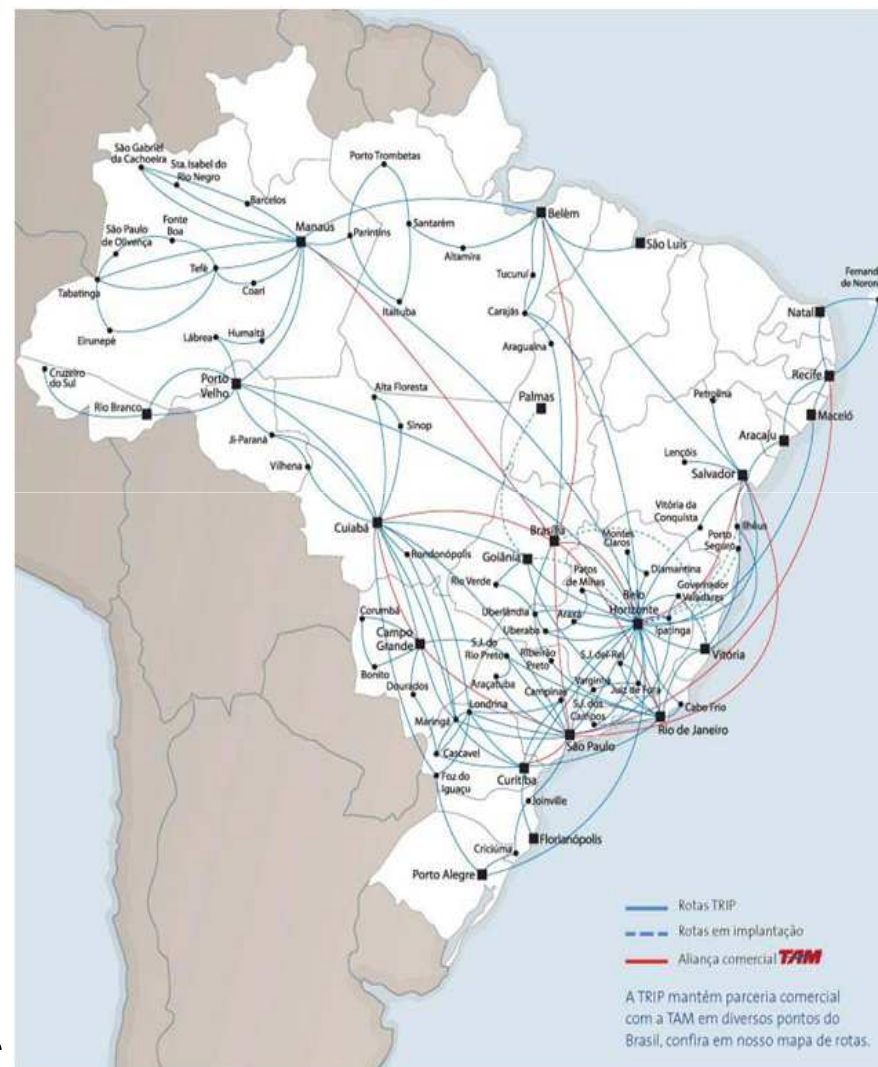 São Gabriel
da Cachoeira
Sta. Isabel do
Rio Negro
Porto Trombetas
Barcelos
São Paulo
de Olivença
Fonte
Boa
Manaus
Parintins
Santarém
Belém
São Luís
Altamira
Tefé
Tucuruí
Tabatinga
Coari
Itaituba
Carajás
Fernand
de Noron
Natal
Eirunepé
Lábrea
Humaitá
Araguaina
Cruzeiro
do Sul
Porto
Velho
Alta Floresta
Palmas
Petrolina
Recife
Rio Branco
Sinop
Maceió
Ji-Paraná
Aracaju
Vilhena
Lençóis
Salvador
Cuiabá
Brasília
Montes
Claros
Vitória da
Conquista
Ilhéus
Porto
Seguro
Rondonópolis
Goiânia
Patos
de Minas
Diamantina
Rio Verde
Belo
Horizonte
Governador
Valadares
Corumbá
Uberlândia
Araxá
Ipatinga
Campo
Grande
Uberaba
Vitória
S.J. do
Rio Preto
Ribeirão
Preto
S.J. del-Rei
Bonito
Araçatuba
Varginha
Juiz de Fora
Dourados
Campinas
S.J. dos
Campos
Cabo Frio
Londrina
Maringá
São Paulo
Rio de Janeiro
Cascavel
Foz do
Iguaçu
Curitiba
Joinville
Criciúma
Florianópolis
Porto Alegre
Rotas TRIP
Rotas em implantação
Aliança comercial TAM
A TRIP mantém parceria comercial
com a TAM em diversos pontos do
Brasil, confira em nosso mapa de rotas.